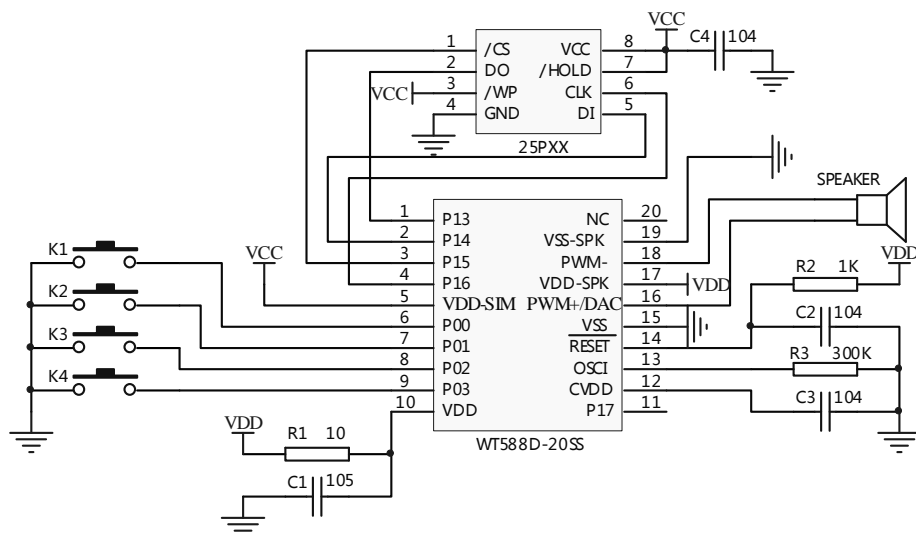 VCC
C4 104
1 /CS VCC 8
2 DO /HOLD 7
VCC 3 /WP CLK 6
4 GND DI 5
25PXX
SPEAKER
1 P13 NC 20
2 P14 VSS-SPK 19
3 P15 PWM- 18
4 P16 VDD-SPK 17 VDD
5 VDD-SIM PWM+/DAC 16
6 P00 VSS 15
7 P01 RESET 14
8 P02 OSCI 13
9 P03 CVDD 12
10 VDD P17 11
WT588D-20SS
K1
K2
K3
K4
VCC
VDD
R2 1K
C2 104
R3 300K
C3 104
VDD
R1 10
C1 105